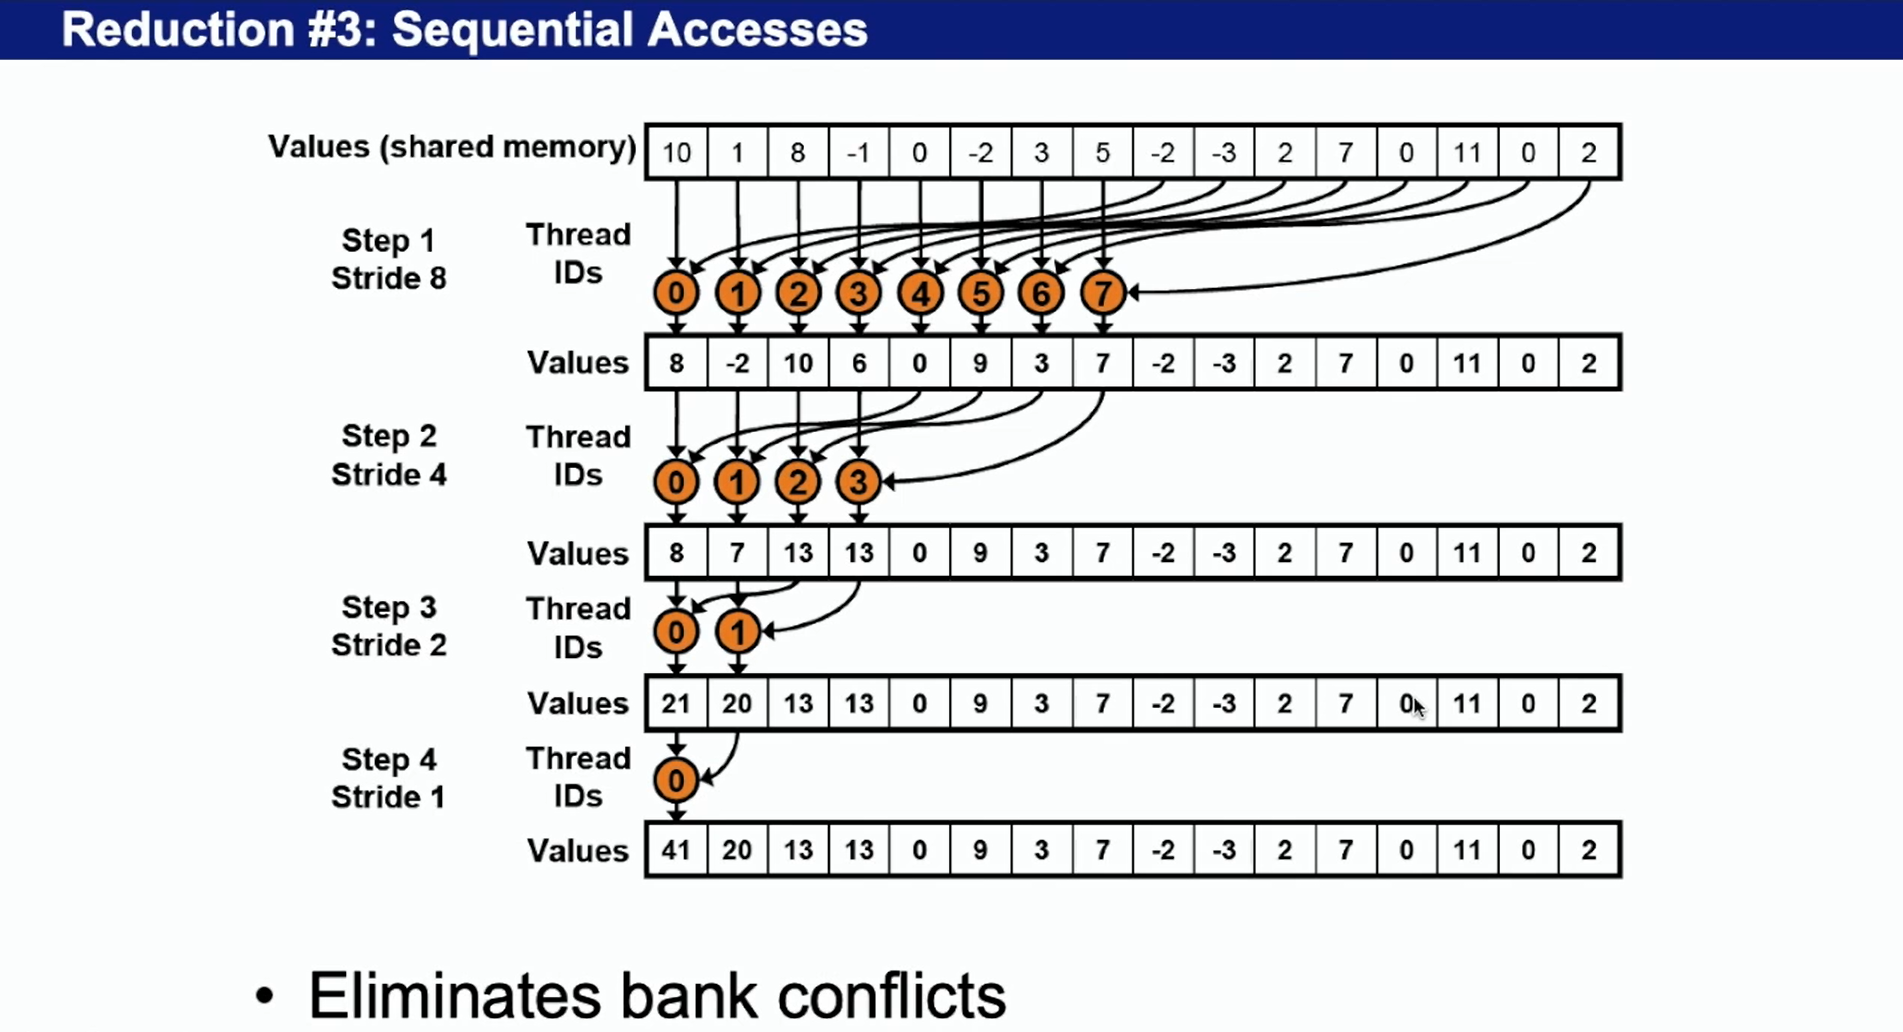 Reduction #3: Sequential Accesses
Values (shared memory) 10 1 8 -1 0 -2 3 5 -2 -3 2 7 0 11 0 2
Step 1
Stride 8
Thread
IDs
0 1 2 3 4 5 6 7
Values 8 -2 10 6 0 9 3 7 -2 -3 2 7 0 11 0 2
Step 2
Stride 4
Thread
IDs
0 1 2 3
Values 8 7 13 13 0 9 3 7 -2 -3 2 7 0 11 0 2
Step 3
Stride 2
Thread
IDs
0 1
Values 21 20 13 13 0 9 3 7 -2 -3 2 7 0 11 0 2
Step 4
Stride 1
Thread
IDs
0
Values 41 20 13 13 0 9 3 7 -2 -3 2 7 0 11 0 2
• Eliminates bank conflicts